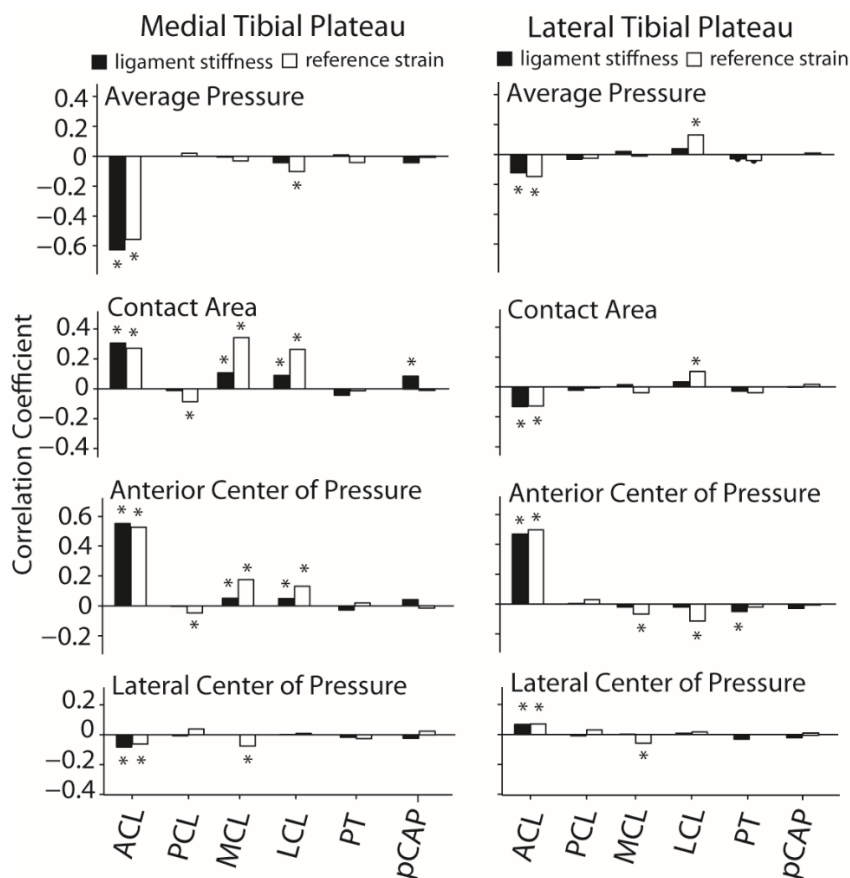 Medial Tibial Plateau
■ ligament stiffness □ reference strain
Average Pressure
0.4
0.2
0
−0.2
−0.4
−0.6
* *
*
Contact Area
0.4
0.2
0
−0.2
−0.4
* *
*
* *
* *
*
Anterior Center of Pressure
0.6
0.4
0.2
0
−0.2
* *
*
* *
* *
Lateral Center of Pressure
0
−0.2
−0.4
* *
*
ACL
PCL
MCL
LCL
PT
pCAP
Correlation Coefficient
Lateral Tibial Plateau
■ ligament stiffness □ reference strain
Average Pressure
* *
*
Contact Area
* *
*
Anterior Center of Pressure
* *
*
*
*
Lateral Center of Pressure
* *
*
ACL
PCL
MCL
LCL
PT
pCAP